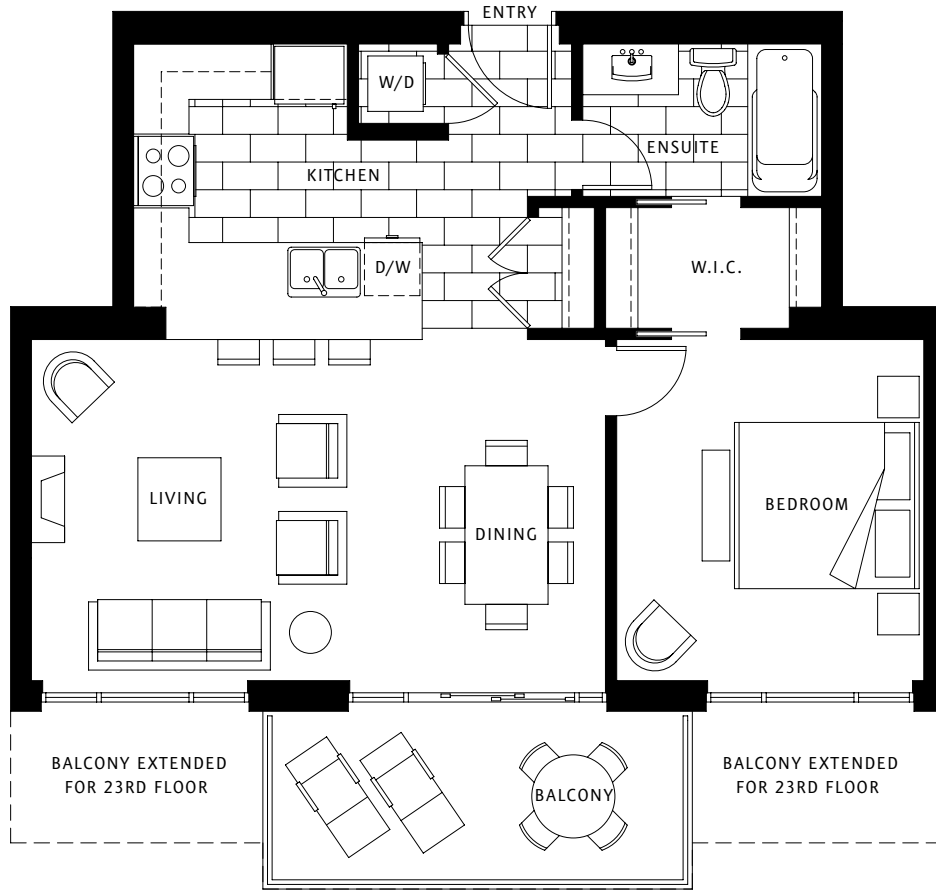 ENTRY
W/D
ENSUITE
KITCHEN
D/W
W.I.C.
LIVING
DINING
BEDROOM
BALCONY EXTENDED
FOR 23RD FLOOR
BALCONY
BALCONY EXTENDED
FOR 23RD FLOOR